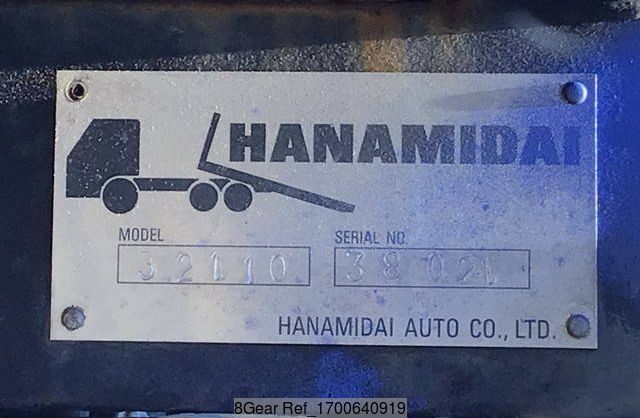 HANAMIDAI
MODEL
32110
SERIAL NO.
38021
HANAMIDAI AUTO CO., LTD.
8Gear Ref_1700640919